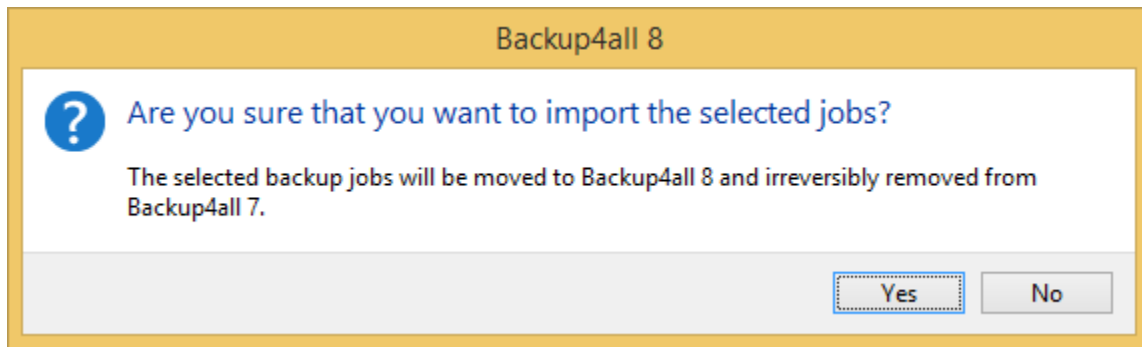 Backup4all 8
Are you sure that you want to import the selected jobs?
The selected backup jobs will be moved to Backup4all 8 and irreversibly removed from
Backup4all 7.
Yes
No